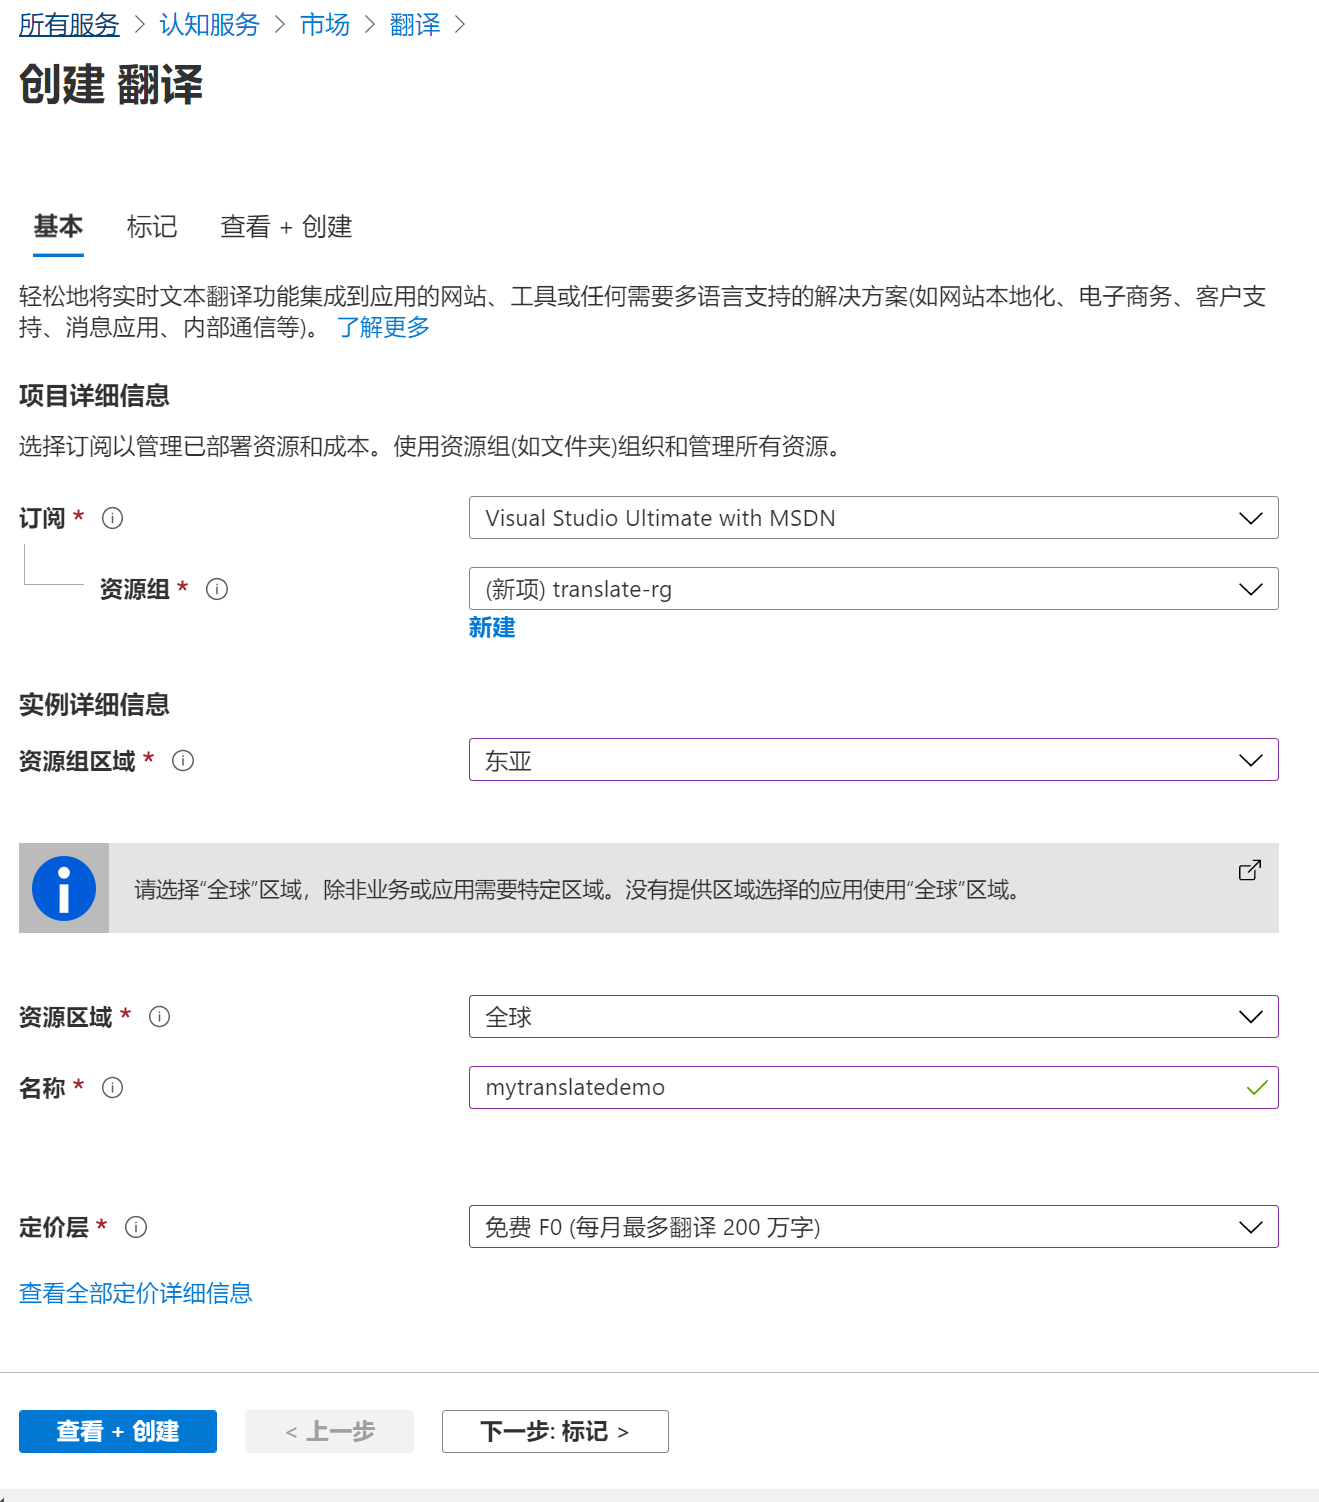 所有服务 > 认知服务 > 市场 > 翻译 >
创建 翻译
基本 标记 查看 + 创建
轻松地将实时文本翻译功能集成到应用的网站、工具或任何需要多语言支持的解决方案(如网站本地化、电子商务、客户支
持、消息应用、内部通信等)。 了解更多
项目详细信息
选择订阅以管理已部署资源和成本。使用资源组(如文件夹)组织和管理所有资源。
订阅 * Visual Studio Ultimate with MSDN
资源组 * (新项) translate-rg
新建
实例详细信息
资源组区域 * 东亚
请选择“全球”区域，除非业务或应用需要特定区域。没有提供区域选择的应用使用“全球”区域。
资源区域 * 全球
名称 * mytranslatedemo
定价层 * 免费 F0 (每月最多翻译 200 万字)
查看全部定价详细信息
查看 + 创建 < 上一步 下一步: 标记 >